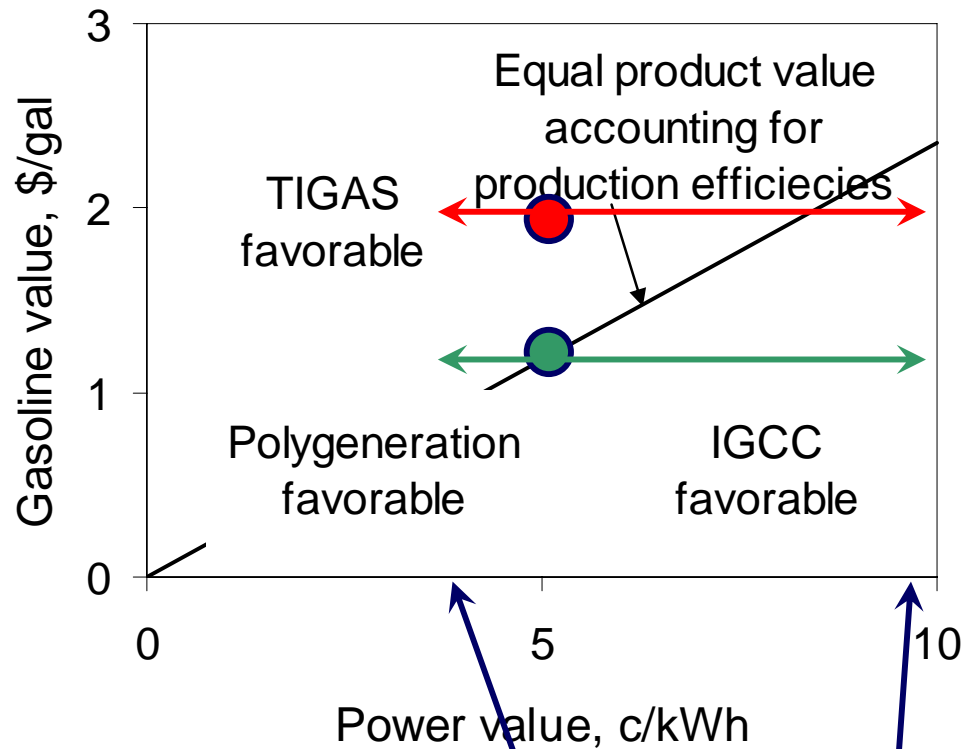 3
Equal product value
accounting for
production efficiecies
TIGAS
favorable
2
1
Polygeneration
favorable
IGCC
favorable
0
0
5
10
Gasoline value, $/gal
Power value, c/kWh